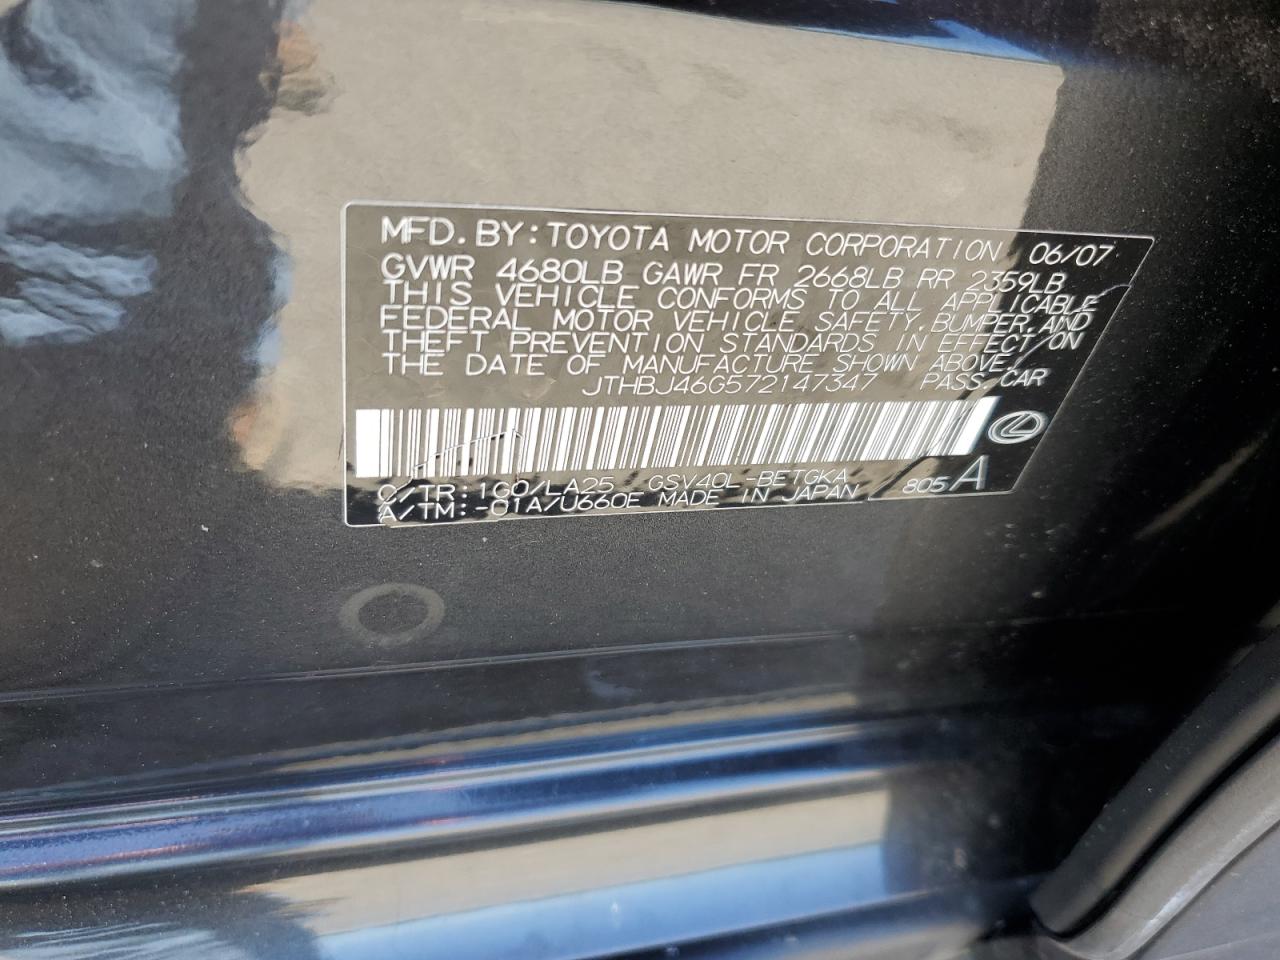 MFD. BY: TOYOTA MOTOR CORPORATION 06/07
GVWR 4680LB GAWR FR 2668LB RR 2359LB
THIS VEHICLE CONFORMS TO ALL APPLICABLE
FEDERAL MOTOR VEHICLE SAFETY, BUMPER, AND
THEFT PREVENTION STANDARDS IN EFFECT ON
THE DATE OF MANUFACTURE SHOWN ABOVE.
JTHBJ46G572147347 PASS. CAR
C/TR: 1G0/LA25 GSV40L-BETGKA 805 A
A/TM: -01A/U660E MADE IN JAPAN